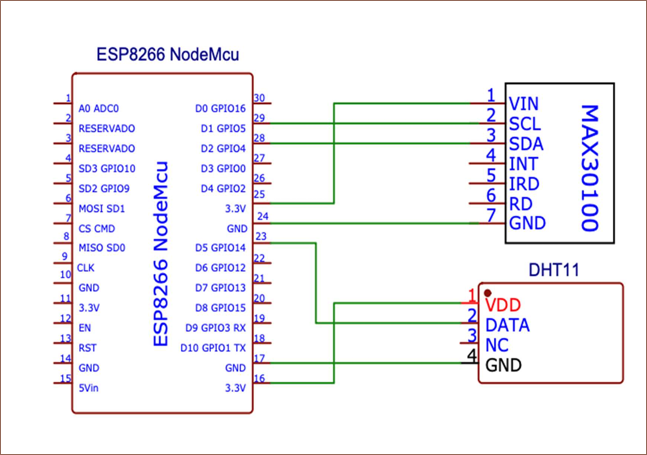 ESP8266 NodeMcu
1 A0 ADC0
2 RESERVADO
3 RESERVADO
4 SD3 GPIO10
5 SD2 GPIO9
6 MOSI SD1
7 CS CMD
8 MISO SD0
9 CLK
10 GND
11 3.3V
12 EN
13 RST
14 GND
15 5Vin
ESP8266 NodeMcu
D0 GPIO16 30
D1 GPIO5 29
D2 GPIO4 28
D3 GPIO0 27
D4 GPIO2 26
3.3V 25
GND 24
D5 GPIO14 23
D6 GPIO12 22
D7 GPIO13 21
D8 GPIO15 20
D9 GPIO3 RX 19
D10 GPIO1 TX 18
GND 17
3.3V 16
1 VIN
2 SCL
3 SDA
4 INT
5 IRD
6 RD
7 GND
MAX30100
DHT11
1 VDD
2 DATA
3 NC
4 GND